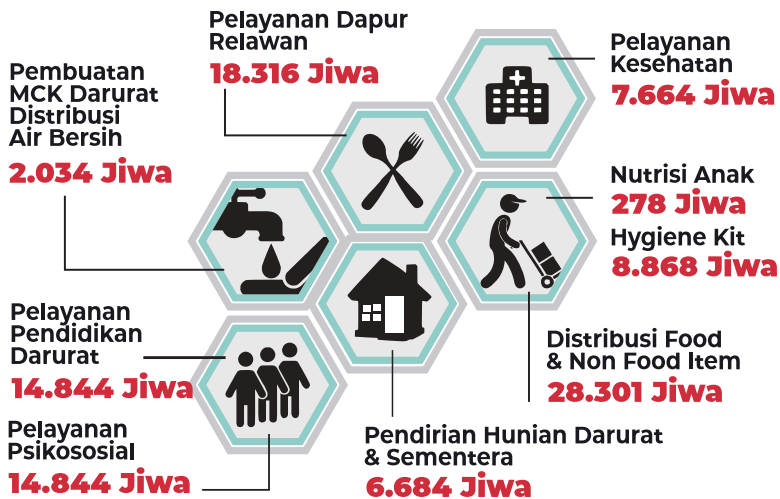 Pelayanan Dapur
Relawan
18.316 Jiwa
Pelayanan
Kesehatan
7.664 Jiwa
Pembuatan
MCK Darurat
Distribusi
Air Bersih
2.034 Jiwa
Nutrisi Anak
278 Jiwa
Hygiene Kit
8.868 Jiwa
Pelayanan
Pendidikan
Darurat
14.844 Jiwa
Distribusi Food
& Non Food Item
28.301 Jiwa
Pelayanan
Psikososial
14.844 Jiwa
Pendirian Hunian Darurat
& Sementera
6.684 Jiwa